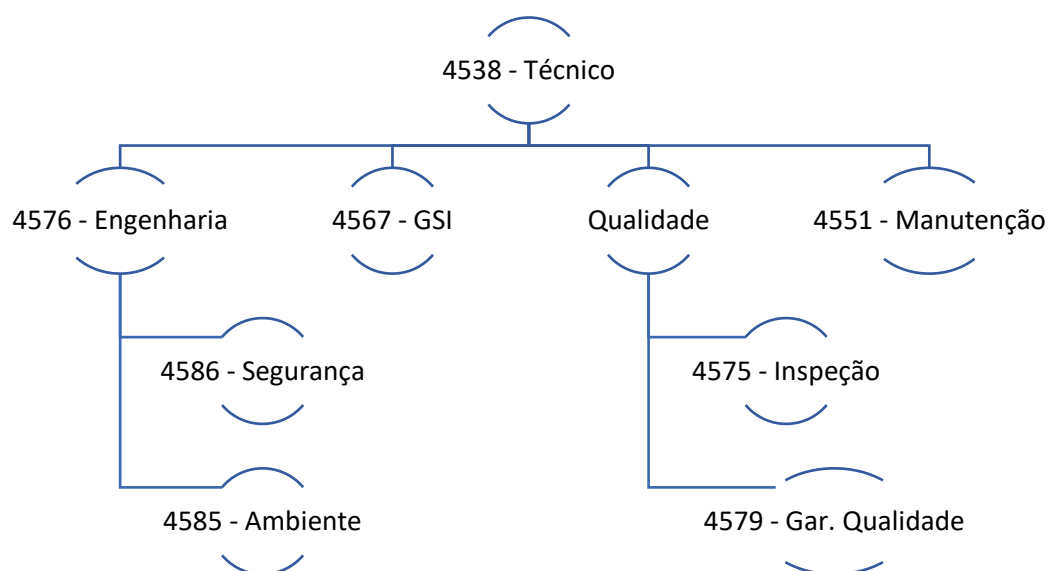 4538 - Técnico
4576 - Engenharia
4567 - GSI
Qualidade
4551 - Manutenção
4586 - Segurança
4575 - Inspeção
4585 - Ambiente
4579 - Gar. Qualidade